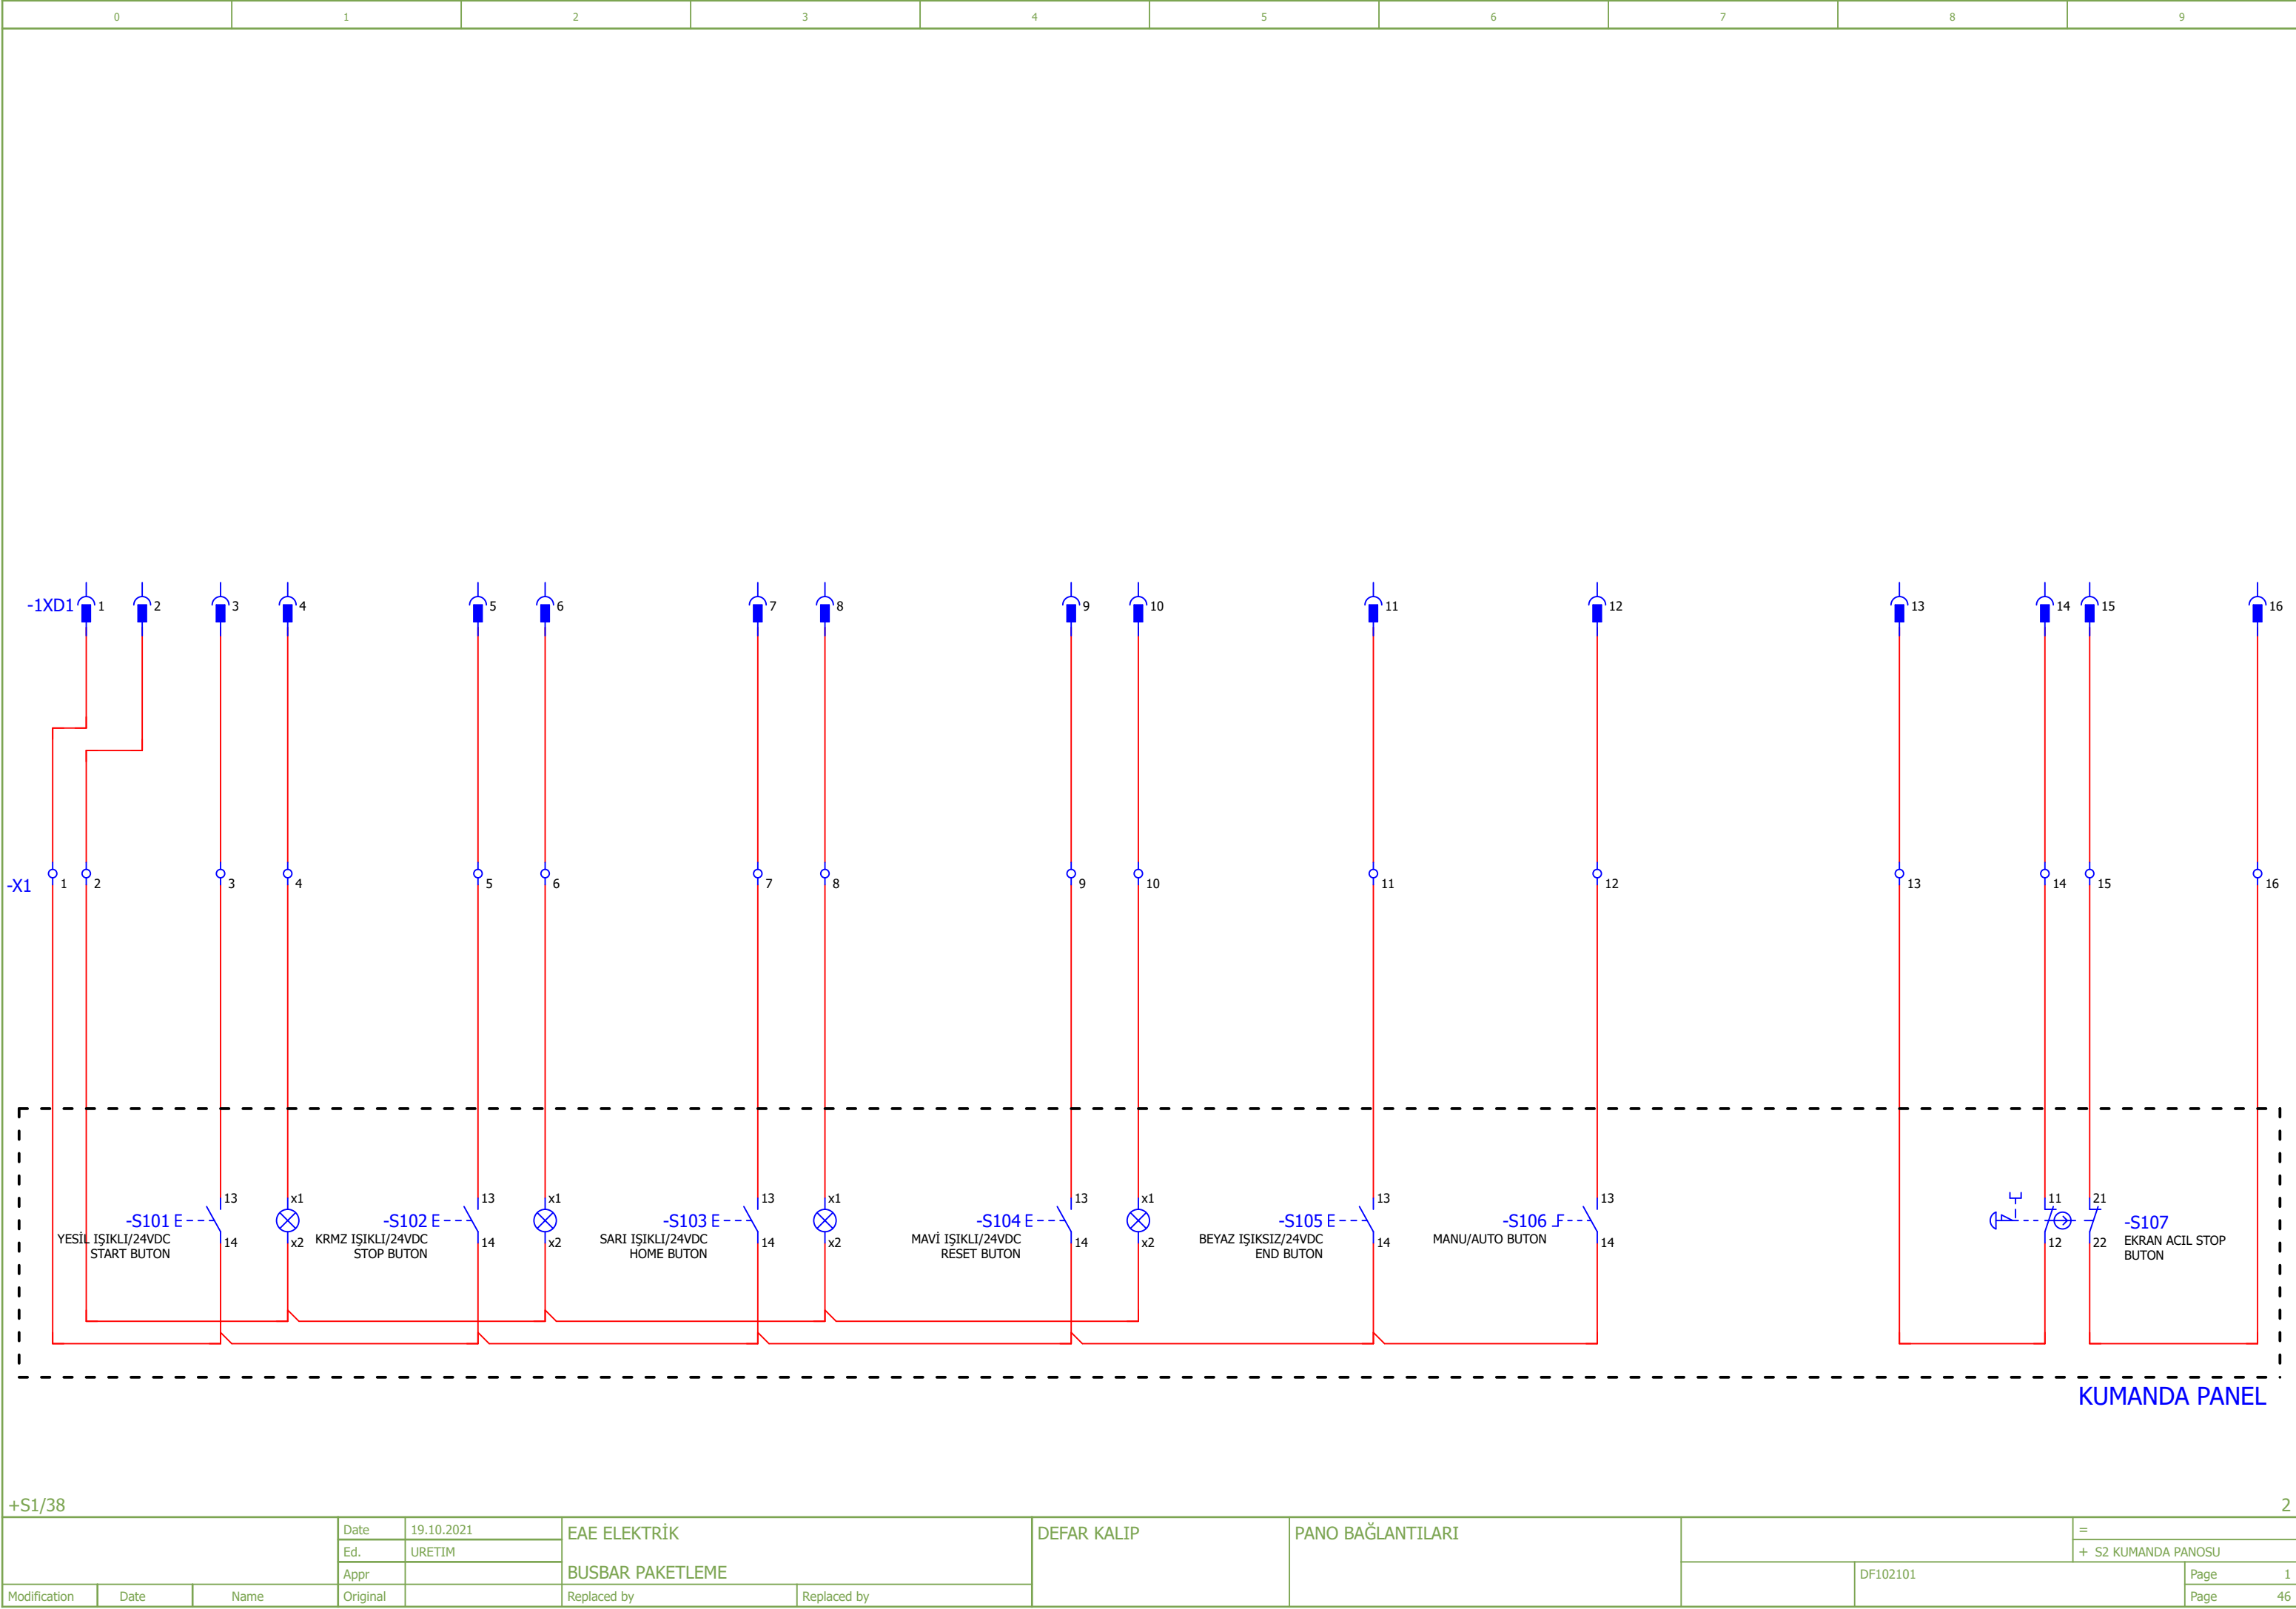 0 1 2 3 4 5 6 7 8 9
-1XD1 1 2 3 4 5 6 7 8 9 10 11 12 13 14 15 16
-X1 1 2 3 4 5 6 7 8 9 10 11 12 13 14 15 16
13 x1 13 x1 13 x1 13 x1 13 13 11 21
-S101 E -S102 E -S103 E -S104 E -S105 E -S106 -S107
14 x2 14 x2 14 x2 14 x2 14 14 12 22
YESİL IŞIKLI/24VDC
START BUTON
KRMZ IŞIKLI/24VDC
STOP BUTON
SARI IŞIKLI/24VDC
HOME BUTON
MAVİ IŞIKLI/24VDC
RESET BUTON
BEYAZ IŞIKSIZ/24VDC
END BUTON
MANU/AUTO BUTON
EKRAN ACIL STOP
BUTON
KUMANDA PANEL
+S1/38 2
Date 19.10.2021
Ed. URETIM
Appr
Modification Date Name Original
EAE ELEKTRİK
BUSBAR PAKETLEME
Replaced by Replaced by
DEFAR KALIP
PANO BAĞLANTILARI
DF102101
=
+ S2 KUMANDA PANOSU
Page 1
Page 46